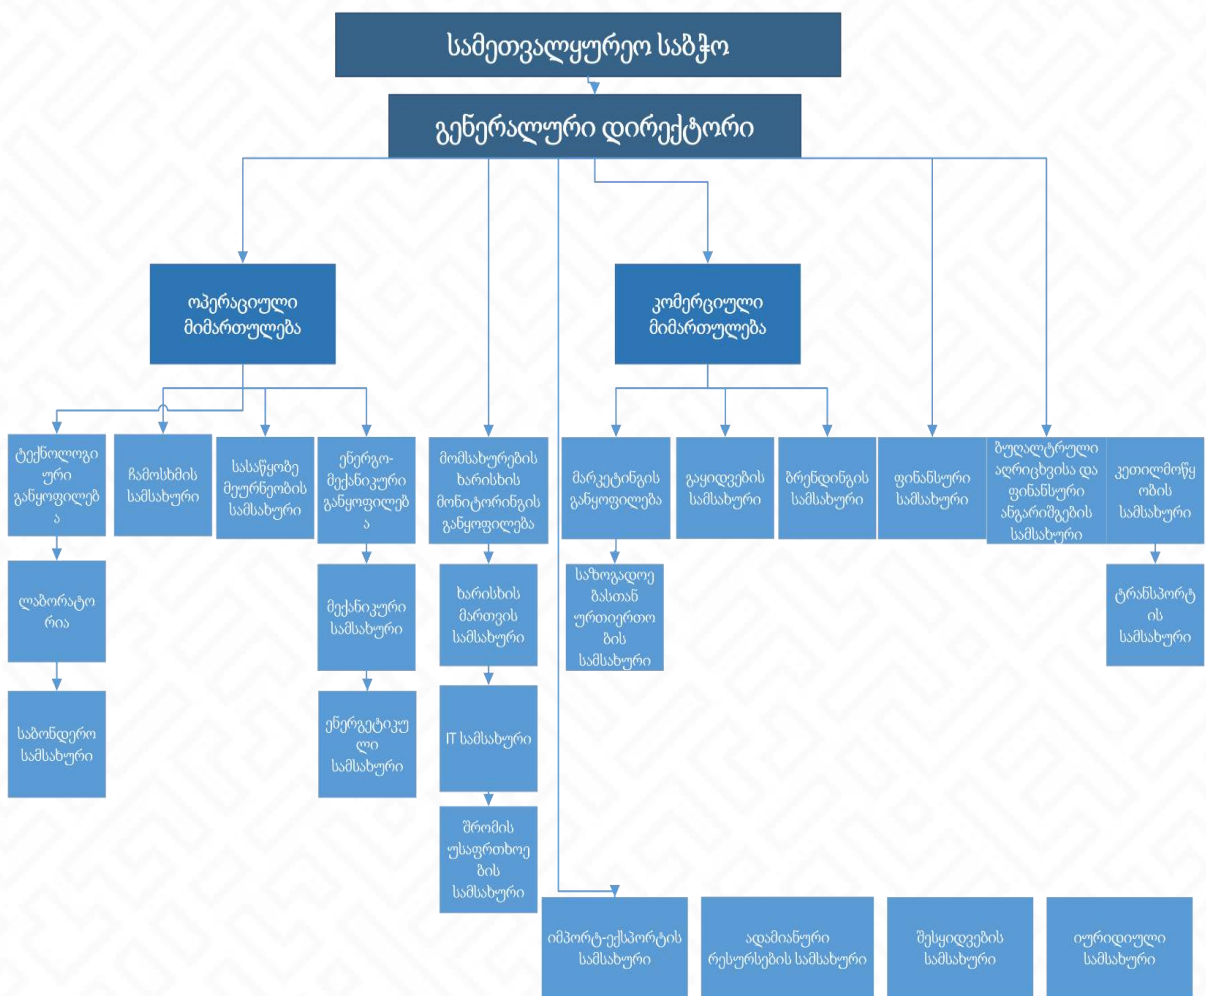 სამეთვალყურეო საბჭო
გენერალური დირექტორი
ოპერაციული
მიმართულება
კომერციული
მიმართულება
ტექნოლოგი
ური
განყოფილებ
ა
ჩამოსხმის
სამსახური
სასაწყობე
მეურნეობის
სამსახური
ენერგო-
მექანიკური
განყოფილებ
ა
მომსახურების
ხარისხის
მონიტორინგის
განყოფილება
მარკეტინგის
განყოფილება
გაყიდვების
სამსახური
ბრენდინგის
სამსახური
ფინანსური
სამსახური
ბუღალტრული
აღრიცხვისა და
ფინანსური
ანგარიშგების
სამსახური
კეთილმოწყ
ობის
სამსახური
ლაბორატო
რია
მექანიკური
სამსახური
ხარისხის
მართვის
სამსახური
საზოგადოე
ბასთან
ურთიერთო
ბის
სამსახური
ტრანსპორტ
ის
სამსახური
საბონდერო
სამსახური
ენერგეტიკუ
ლი
სამსახური
IT სამსახური
შრომის
უსაფრთხოე
ბის
სამსახური
იმპორტ-ექსპორტის
სამსახური
ადამიანური
რესურსების სამსახური
შესყიდვების
სამსახური
იურიდიული
სამსახური